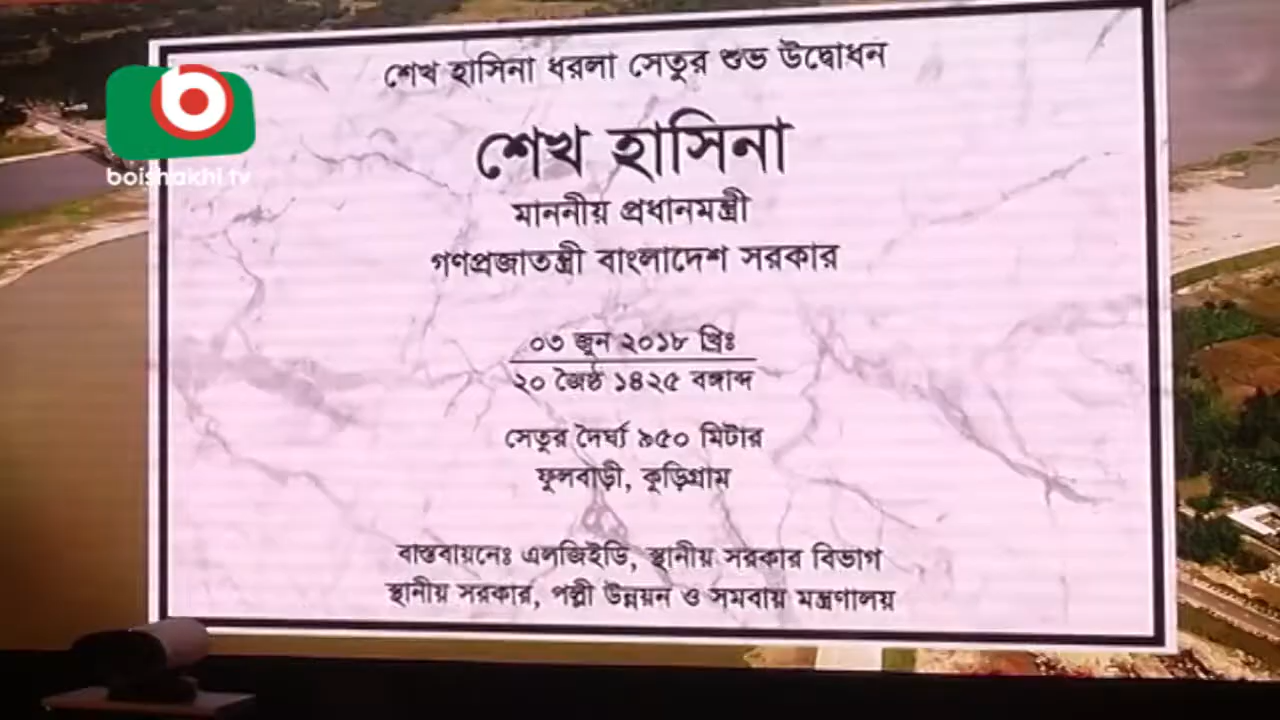 শেখ হাসিনা ধরলা সেতুর শুভ উদ্বোধন
শেখ হাসিনা
মাননীয় প্রধানমন্ত্রী
গণপ্রজাতন্ত্রী বাংলাদেশ সরকার
০৩ জুন ২০১৮ খ্রিঃ
২০ জ্যৈষ্ঠ ১৪২৫ বঙ্গাব্দ
সেতুর দৈর্ঘ্য ৯৫০ মিটার
ফুলবাড়ী, কুড়িগ্রাম
বাস্তবায়নেঃ এলজিইডি, স্থানীয় সরকার বিভাগ
স্থানীয় সরকার, পল্লী উন্নয়ন ও সমবায় মন্ত্রণালয়
boishakhi tv